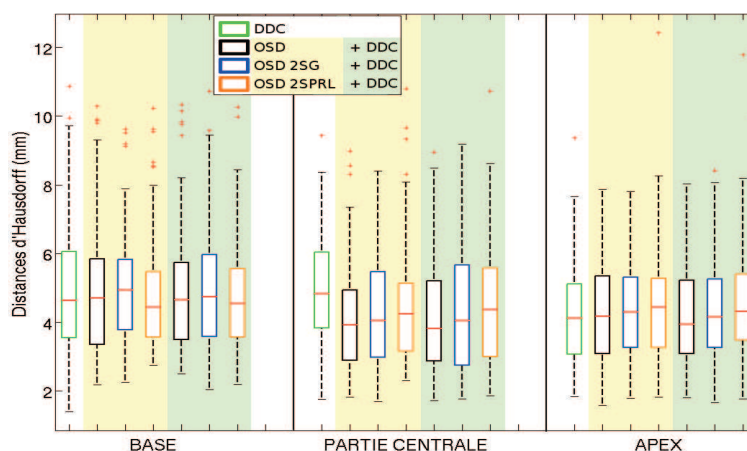 DDC
OSD + DDC
OSD 2SG + DDC
OSD 2SPRL + DDC
Distances d'Hausdorff (mm)
12
10
8
6
4
2
BASE PARTIE CENTRALE APEX